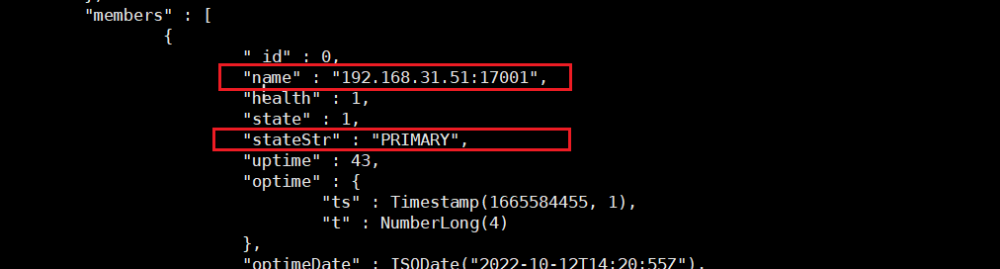 "members" : [
{
"_id" : 0,
"name" : "192.168.31.51:17001",
"health" : 1,
"state" : 1,
"stateStr" : "PRIMARY",
"uptime" : 43,
"optime" : {
"ts" : Timestamp(1665584455, 1),
"t" : NumberLong(4)
},
"optimeDate" : ISODate("2022-10-12T14:20:55Z"),